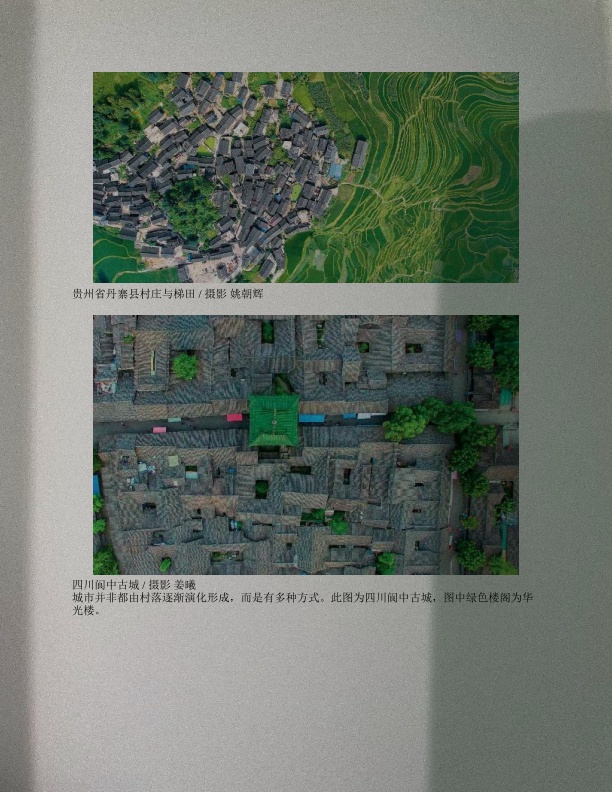 贵州省丹寨县村庄与梯田 / 摄影 姚朝辉
四川阆中古城 / 摄影 姜曦
城市并非都由村落逐渐演化形成，而是有多种方式。此图为四川阆中古城，图中绿色楼阁为华
光楼。